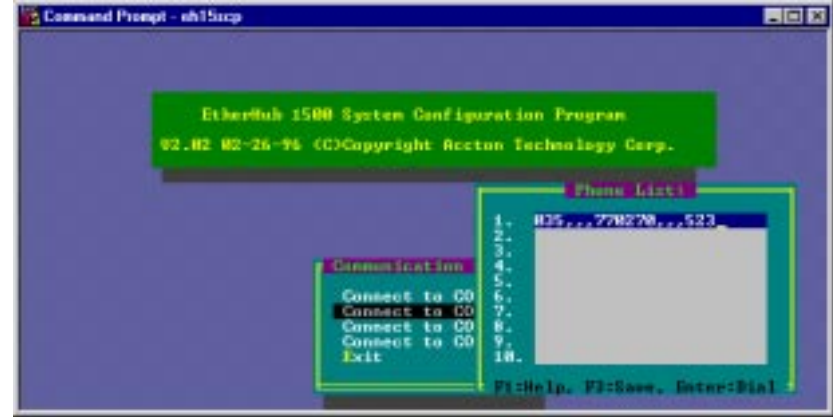 Command Prompt - eh15scp
EtherHub 1500 System Configuration Program
V2.02 02-26-96 (C)Copyright Accton Technology Corp.
Phone List:
1. 035,,,770270,,,523_
2.
3.
4.
5.
6.
7.
8.
9.
10.
F1:Help, F3:Save, Enter:Dial
Communication
Connect to CO
Connect to CO
Connect to CO
Connect to CO
Exit